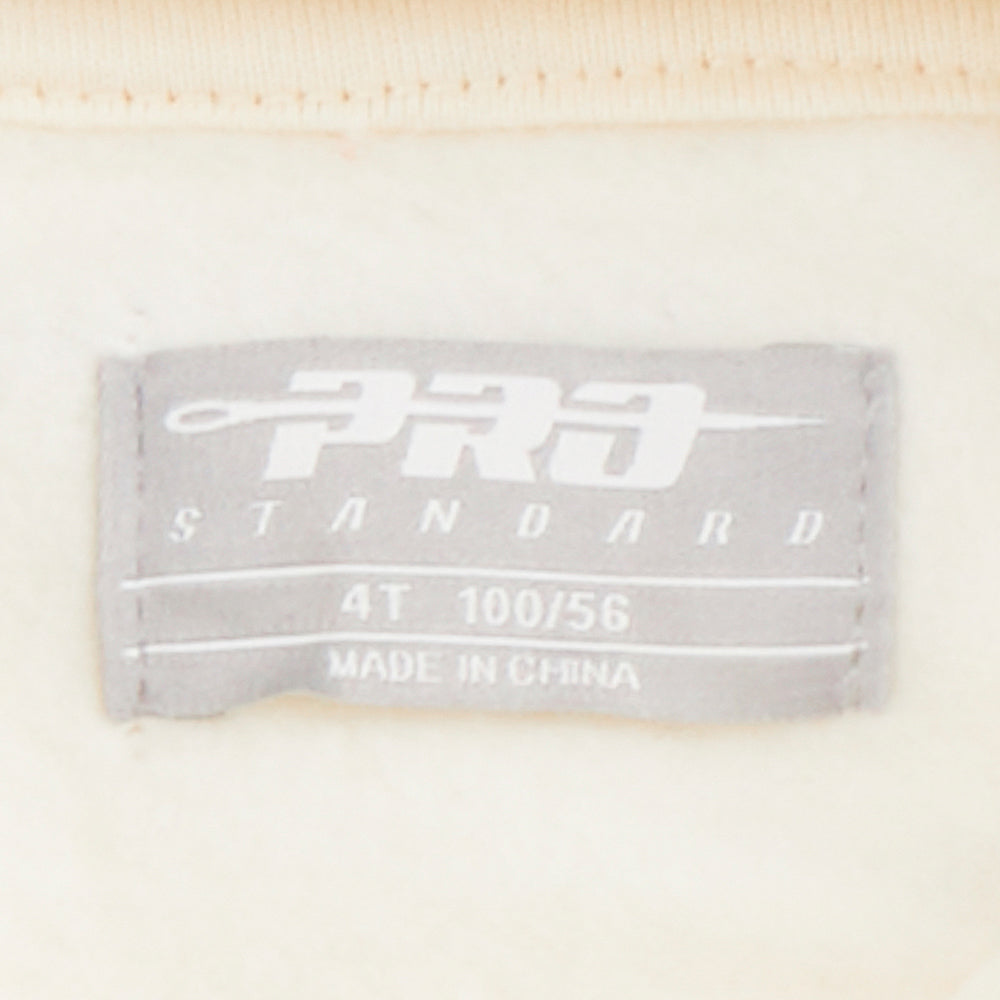 PRO
STANDARD
4T 100/56
MADE IN CHINA